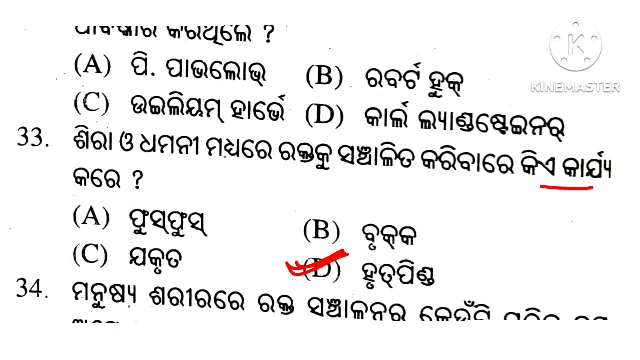 ଆବିଷ୍କାର କରିଥିଲେ ?
(A) ପି. ପାଭଲୋଭ୍ (B) ରବର୍ଟ ହୁକ୍
(C) ଉଇଲିୟମ୍ ହାର୍ଭେ (D) କାର୍ଲ ଲ୍ୟାଣ୍ଡଷ୍ଟେଇନର୍
33. ଶିରା ଓ ଧମନୀ ମଧ୍ୟରେ ରକ୍ତକୁ ସଞ୍ଚାଳିତ କରିବାରେ କିଏ କାର୍ଯ୍ୟ
କରେ ?
(A) ଫୁସ୍‌ଫୁସ୍ (B) ବୃକ୍‌କ
(C) ଯକୃତ (D) ହୃତ୍‌ପିଣ୍ଡ
34. ମନୁଷ୍ୟ ଶରୀରରେ ରକ୍ତ ସଞ୍ଚାଳନର
KINEMASTER